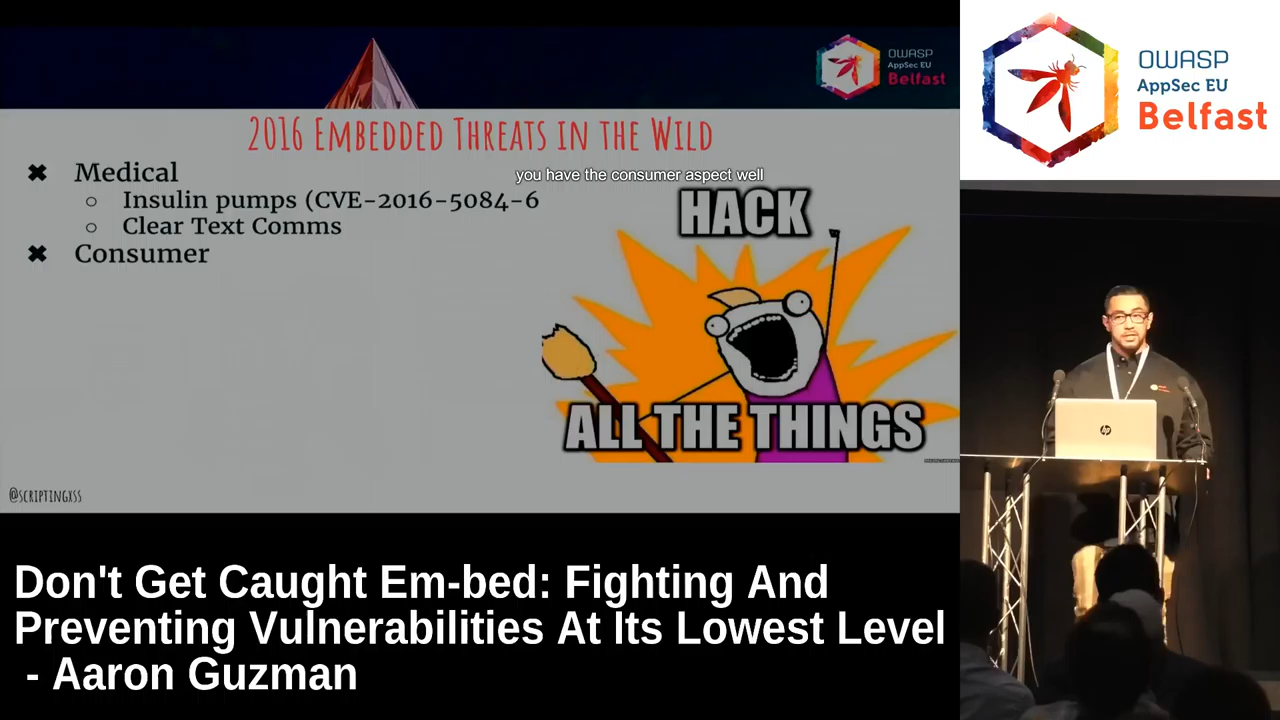 OWASP
AppSec EU
Belfast
2016 Embedded Threats in the Wild
✖ Medical
you have the consumer aspect well
○ Insulin pumps (CVE-2016-5084-6
○ Clear Text Comms
✖ Consumer
HACK
ALL THE THINGS
@scriptingxss
OWASP
AppSec EU
Belfast
hp
Don't Get Caught Em-bed: Fighting And
Preventing Vulnerabilities At Its Lowest Level
- Aaron Guzman